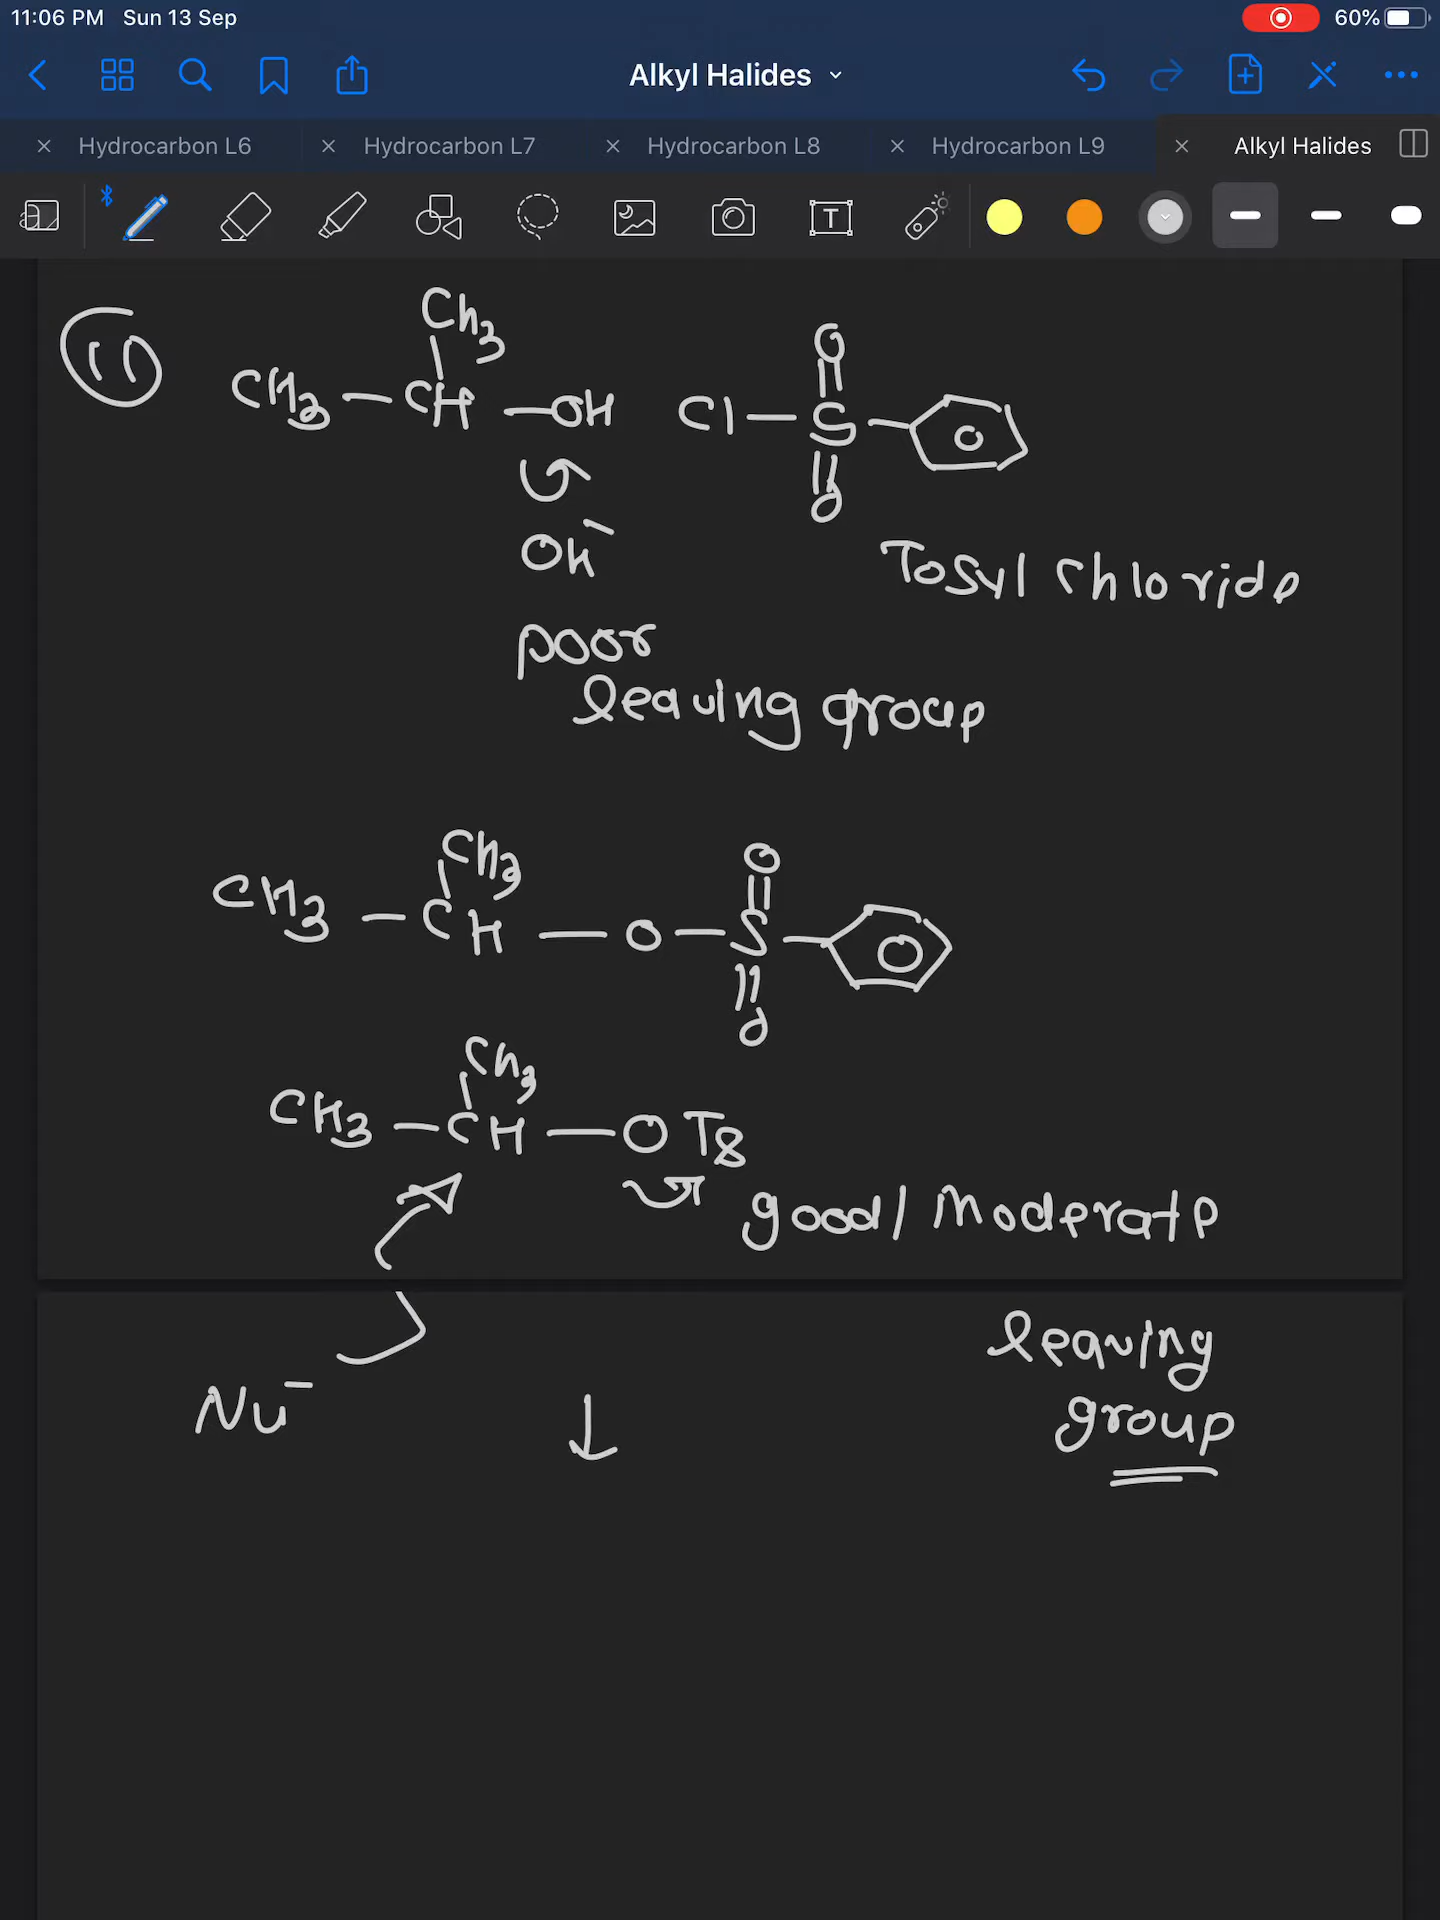 11:06 PM Sun 13 Sep
60%
Alkyl Halides
Hydrocarbon L6
Hydrocarbon L7
Hydrocarbon L8
Hydrocarbon L9
Alkyl Halides
11
Ch3
CH3 - CH - OH
O
Cl - S -
O
Oh-
Tosyl chloride
poor
leaving group
Ch3
O
CH3 - CH - O - S -
O
Ch3
CH3 - CH - OTs
good/Moderate
leaving
Nu-
group